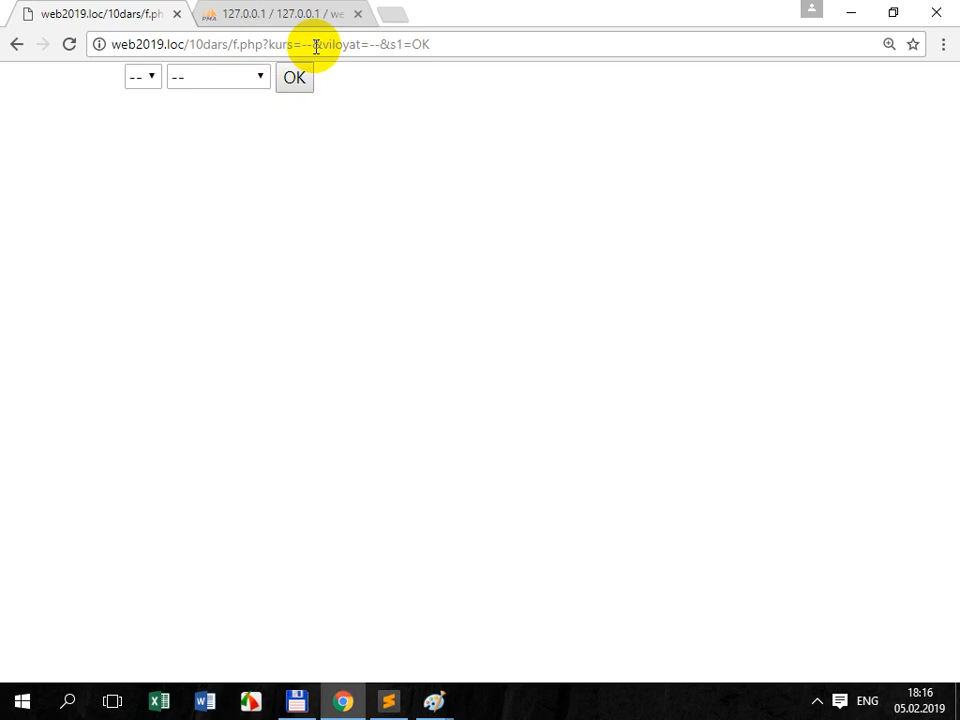 web2019.loc/10dars/f.ph
PMA 127.0.0.1 / 127.0.0.1 / we
web2019.loc/10dars/f.php?kurs=--&viloyat=--&s1=OK
-- -- OK
ENG
18:16
05.02.2019